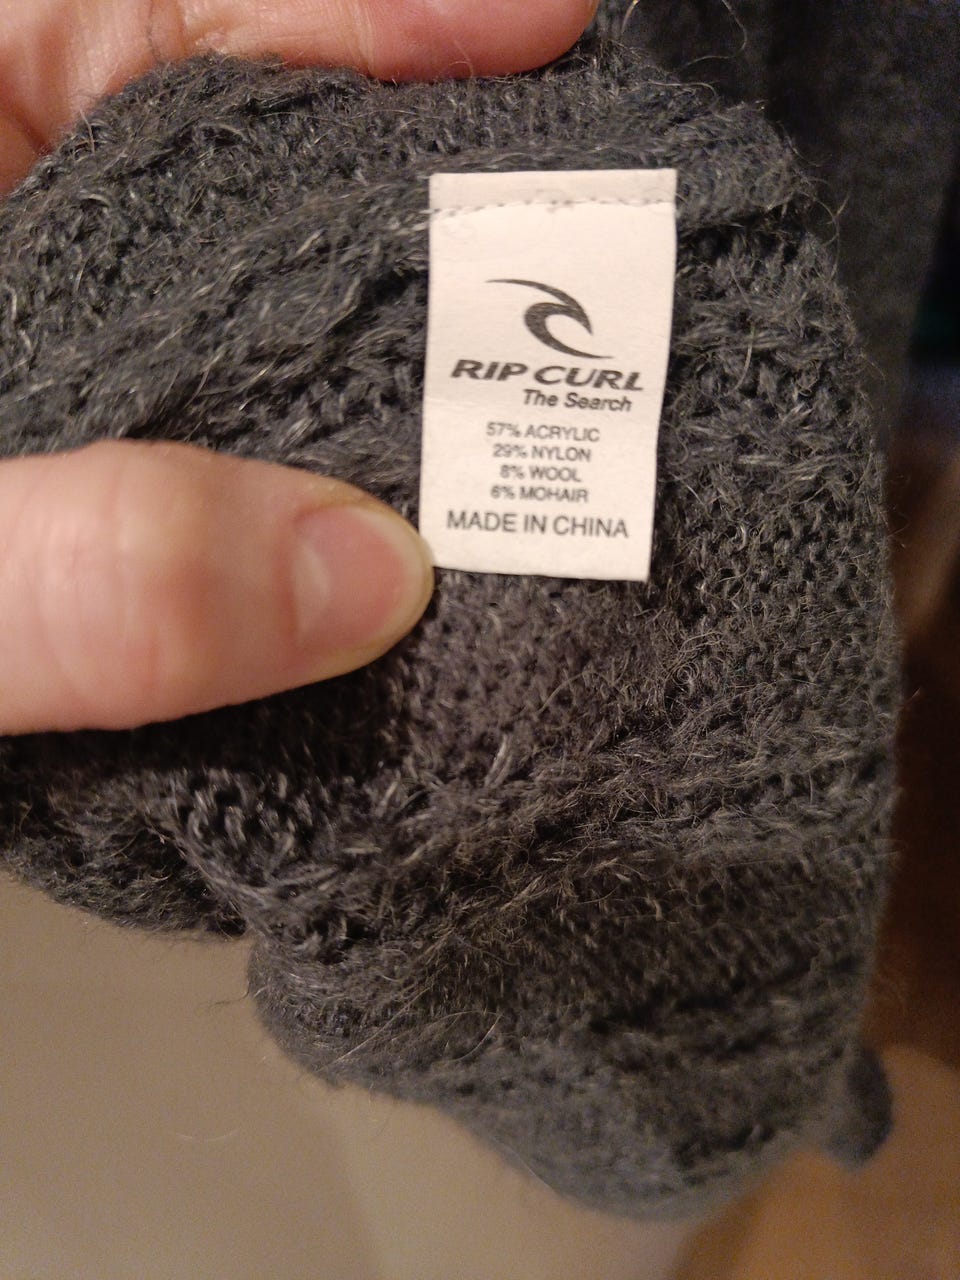 RIP CURL
The Search
57% ACRYLIC
29% NYLON
8% WOOL
6% MOHAIR
MADE IN CHINA